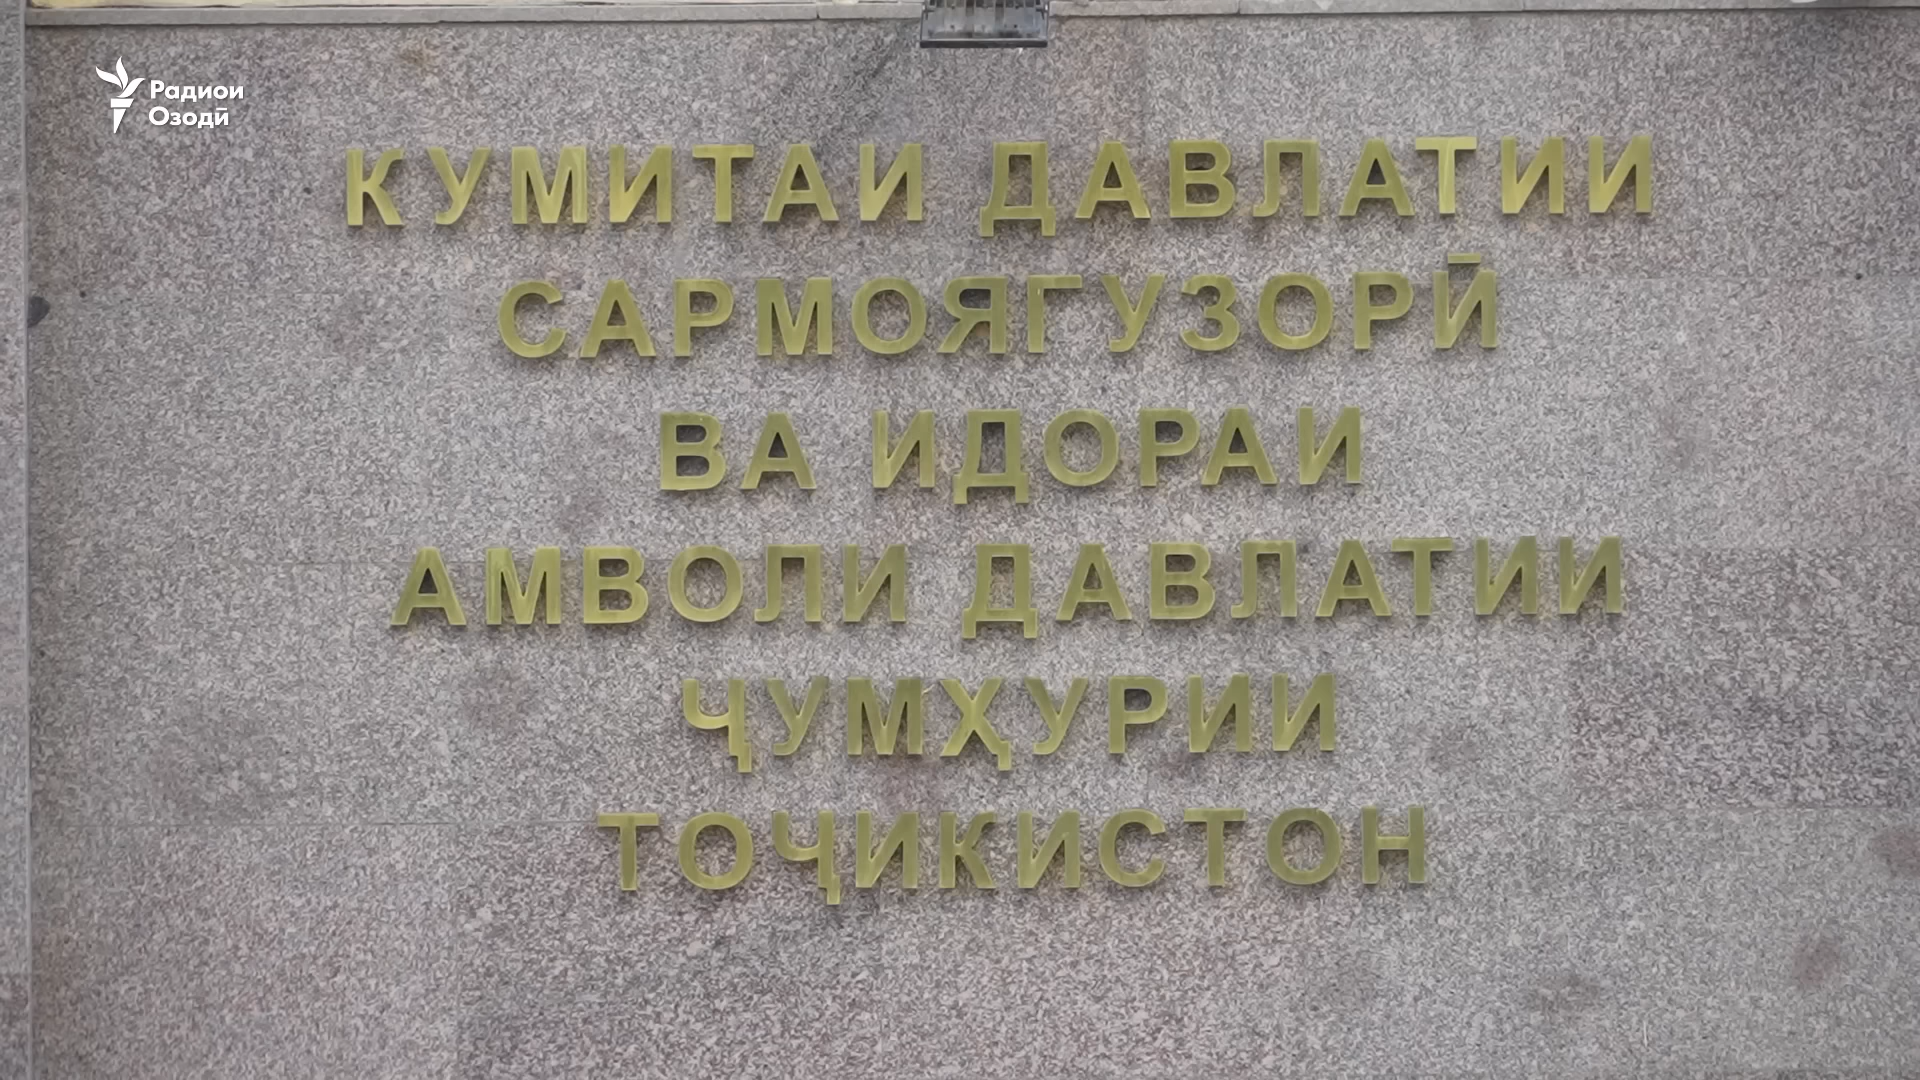 Радиои
Озодӣ
КУМИТАИ ДАВЛАТИИ
САРМОЯГУЗОРӢ
ВА ИДОРАИ
АМВОЛИ ДАВЛАТИИ
ҶУМҲУРИИ
ТОҶИКИСТОН